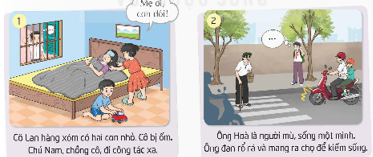 Mẹ ơi,
con đói!
1
2
...
Cô Lan hàng xóm có hai con nhỏ. Cô bị ốm.
Chú Nam, chồng cô, đi công tác xa.
Ông Hoà là người mù, sống một mình.
Ông đan rổ rá và mang ra chợ để kiếm sống.